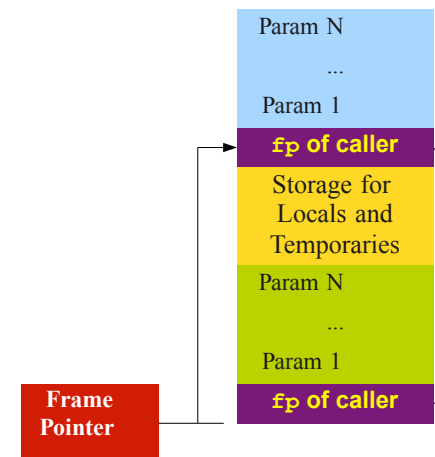 Param N
...
Param 1
fp of caller
Storage for
Locals and
Temporaries
Param N
...
Param 1
fp of caller
Frame
Pointer